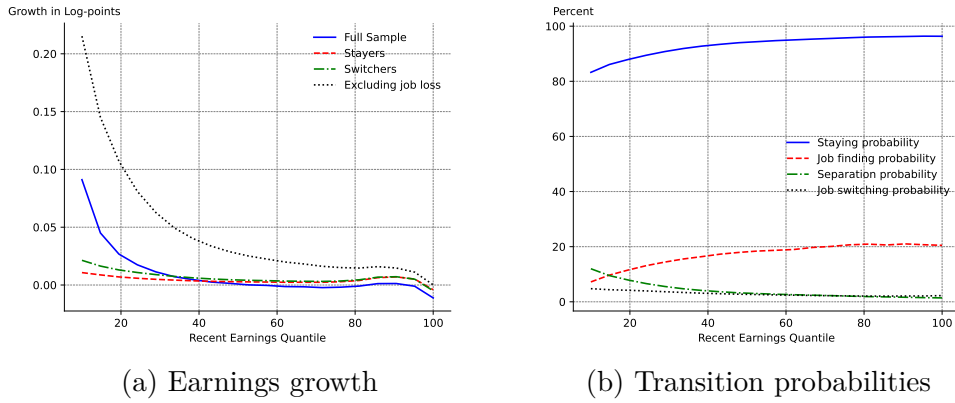 Growth in Log-points
0.20
0.15
0.10
0.05
0.00
20
40
60
80
100
Recent Earnings Quantile
Full Sample
Stayers
Switchers
Excluding job loss
(a) Earnings growth
Percent
100
80
60
40
20
0
20
40
60
80
100
Recent Earnings Quantile
Staying probability
Job finding probability
Separation probability
Job switching probability
(b) Transition probabilities